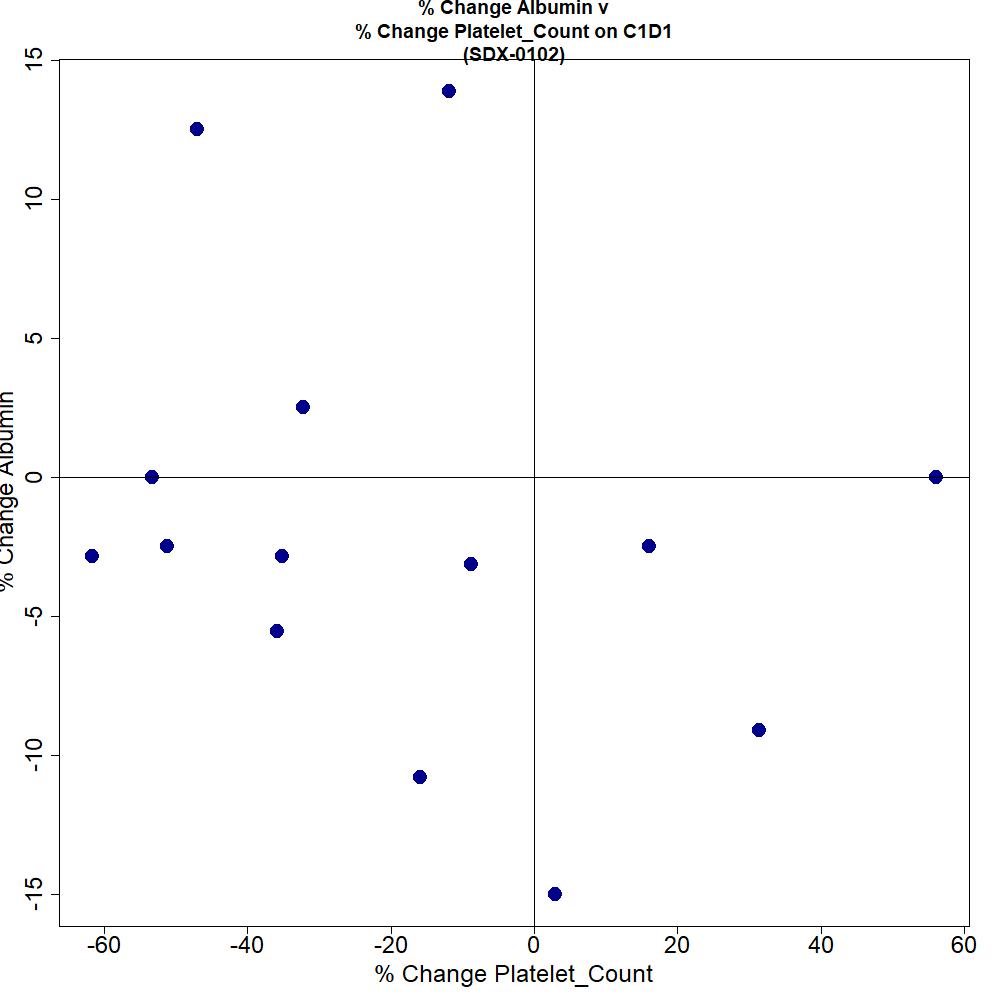 % Change Albumin v
% Change Platelet_Count on C1D1
(SDX-0102)
15
10
5
0
-5
-10
-15
% Change Albumin
-60
-40
-20
0
20
40
60
% Change Platelet_Count